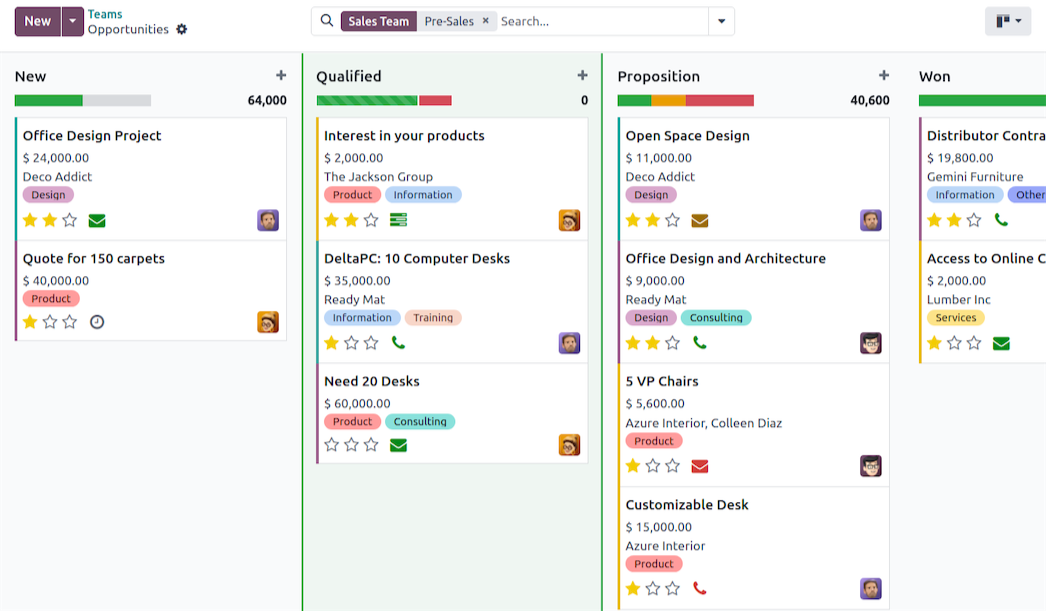 New
Teams
Opportunities
Sales Team Pre-Sales × Search...
New
64,000
Office Design Project
$ 24,000.00
Deco Addict
Design
Quote for 150 carpets
$ 40,000.00
Product
Qualified
0
Interest in your products
$ 2,000.00
The Jackson Group
Product Information
DeltaPC: 10 Computer Desks
$ 35,000.00
Ready Mat
Information Training
Need 20 Desks
$ 60,000.00
Product Consulting
Proposition
40,600
Open Space Design
$ 11,000.00
Deco Addict
Design
Office Design and Architecture
$ 9,000.00
Ready Mat
Design Consulting
5 VP Chairs
$ 5,600.00
Azure Interior, Colleen Diaz
Product
Customizable Desk
$ 15,000.00
Azure Interior
Product
Won
Distributor Contra
$ 19,800.00
Gemini Furniture
Information Other
Access to Online C
$ 2,000.00
Lumber Inc
Services